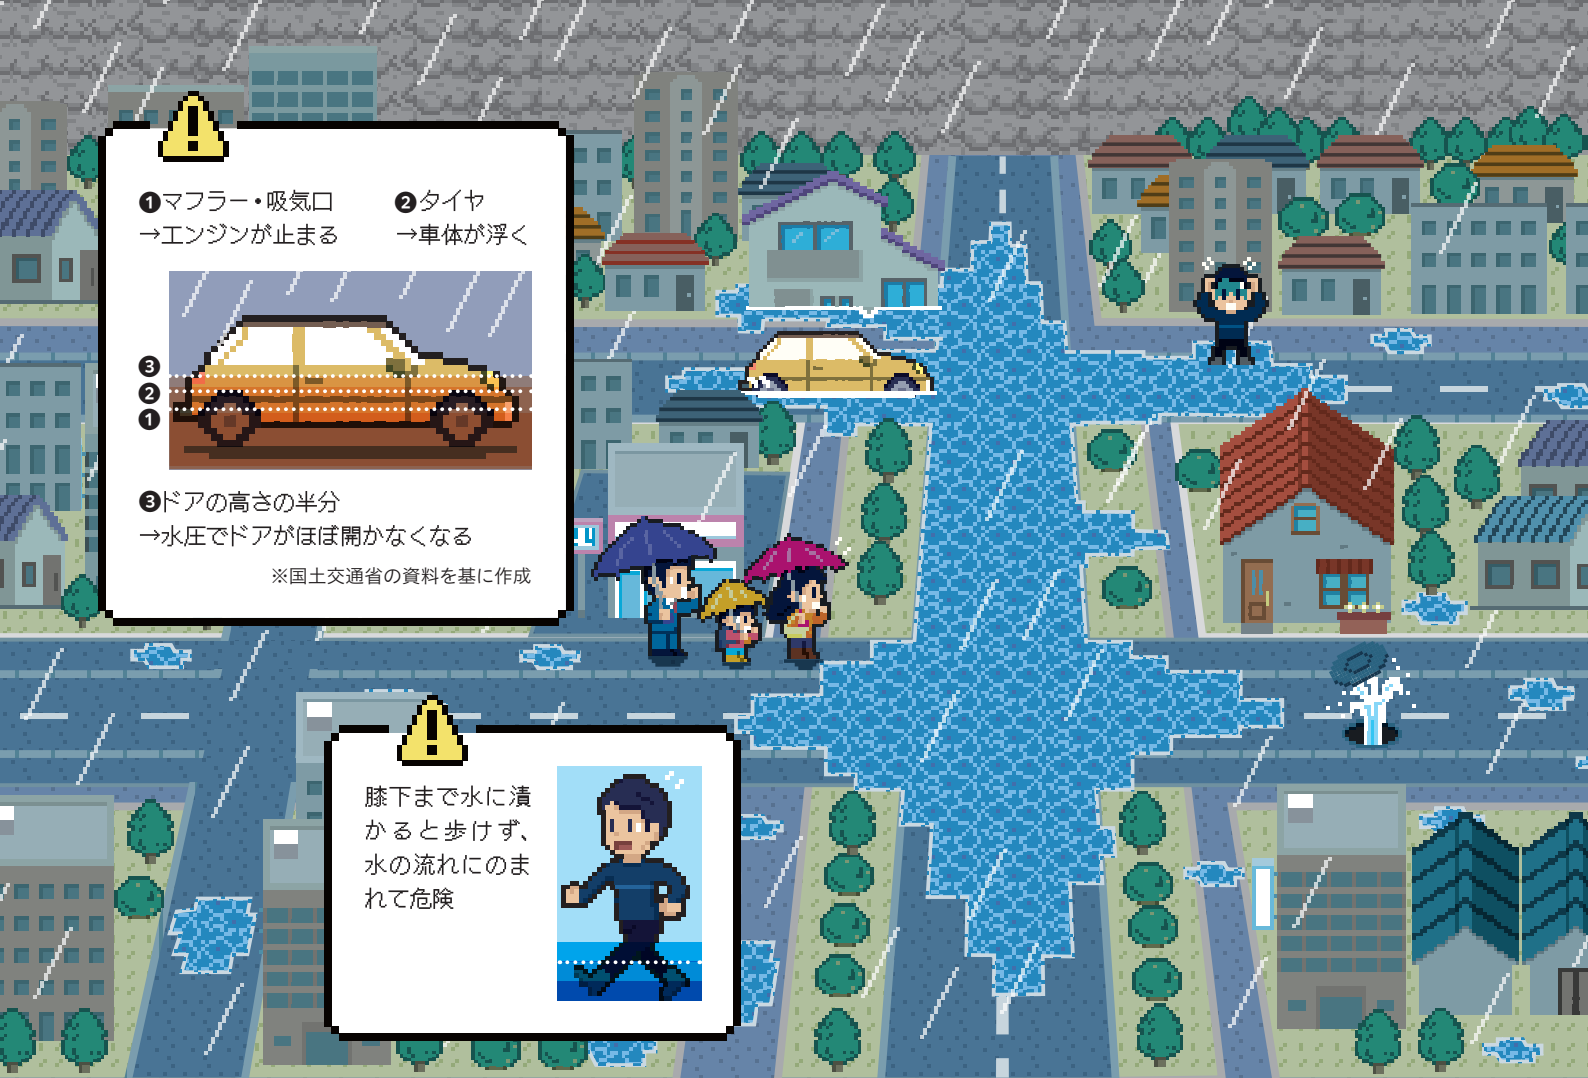 ❶マフラー・吸気口
→エンジンが止まる
❷タイヤ
→車体が浮く
❸
❷
❶
❸ドアの高さの半分
→水圧でドアがほぼ開かなくなる
※国土交通省の資料を基に作成
膝下まで水に漬
かると歩けず、
水の流れにのま
れて危険